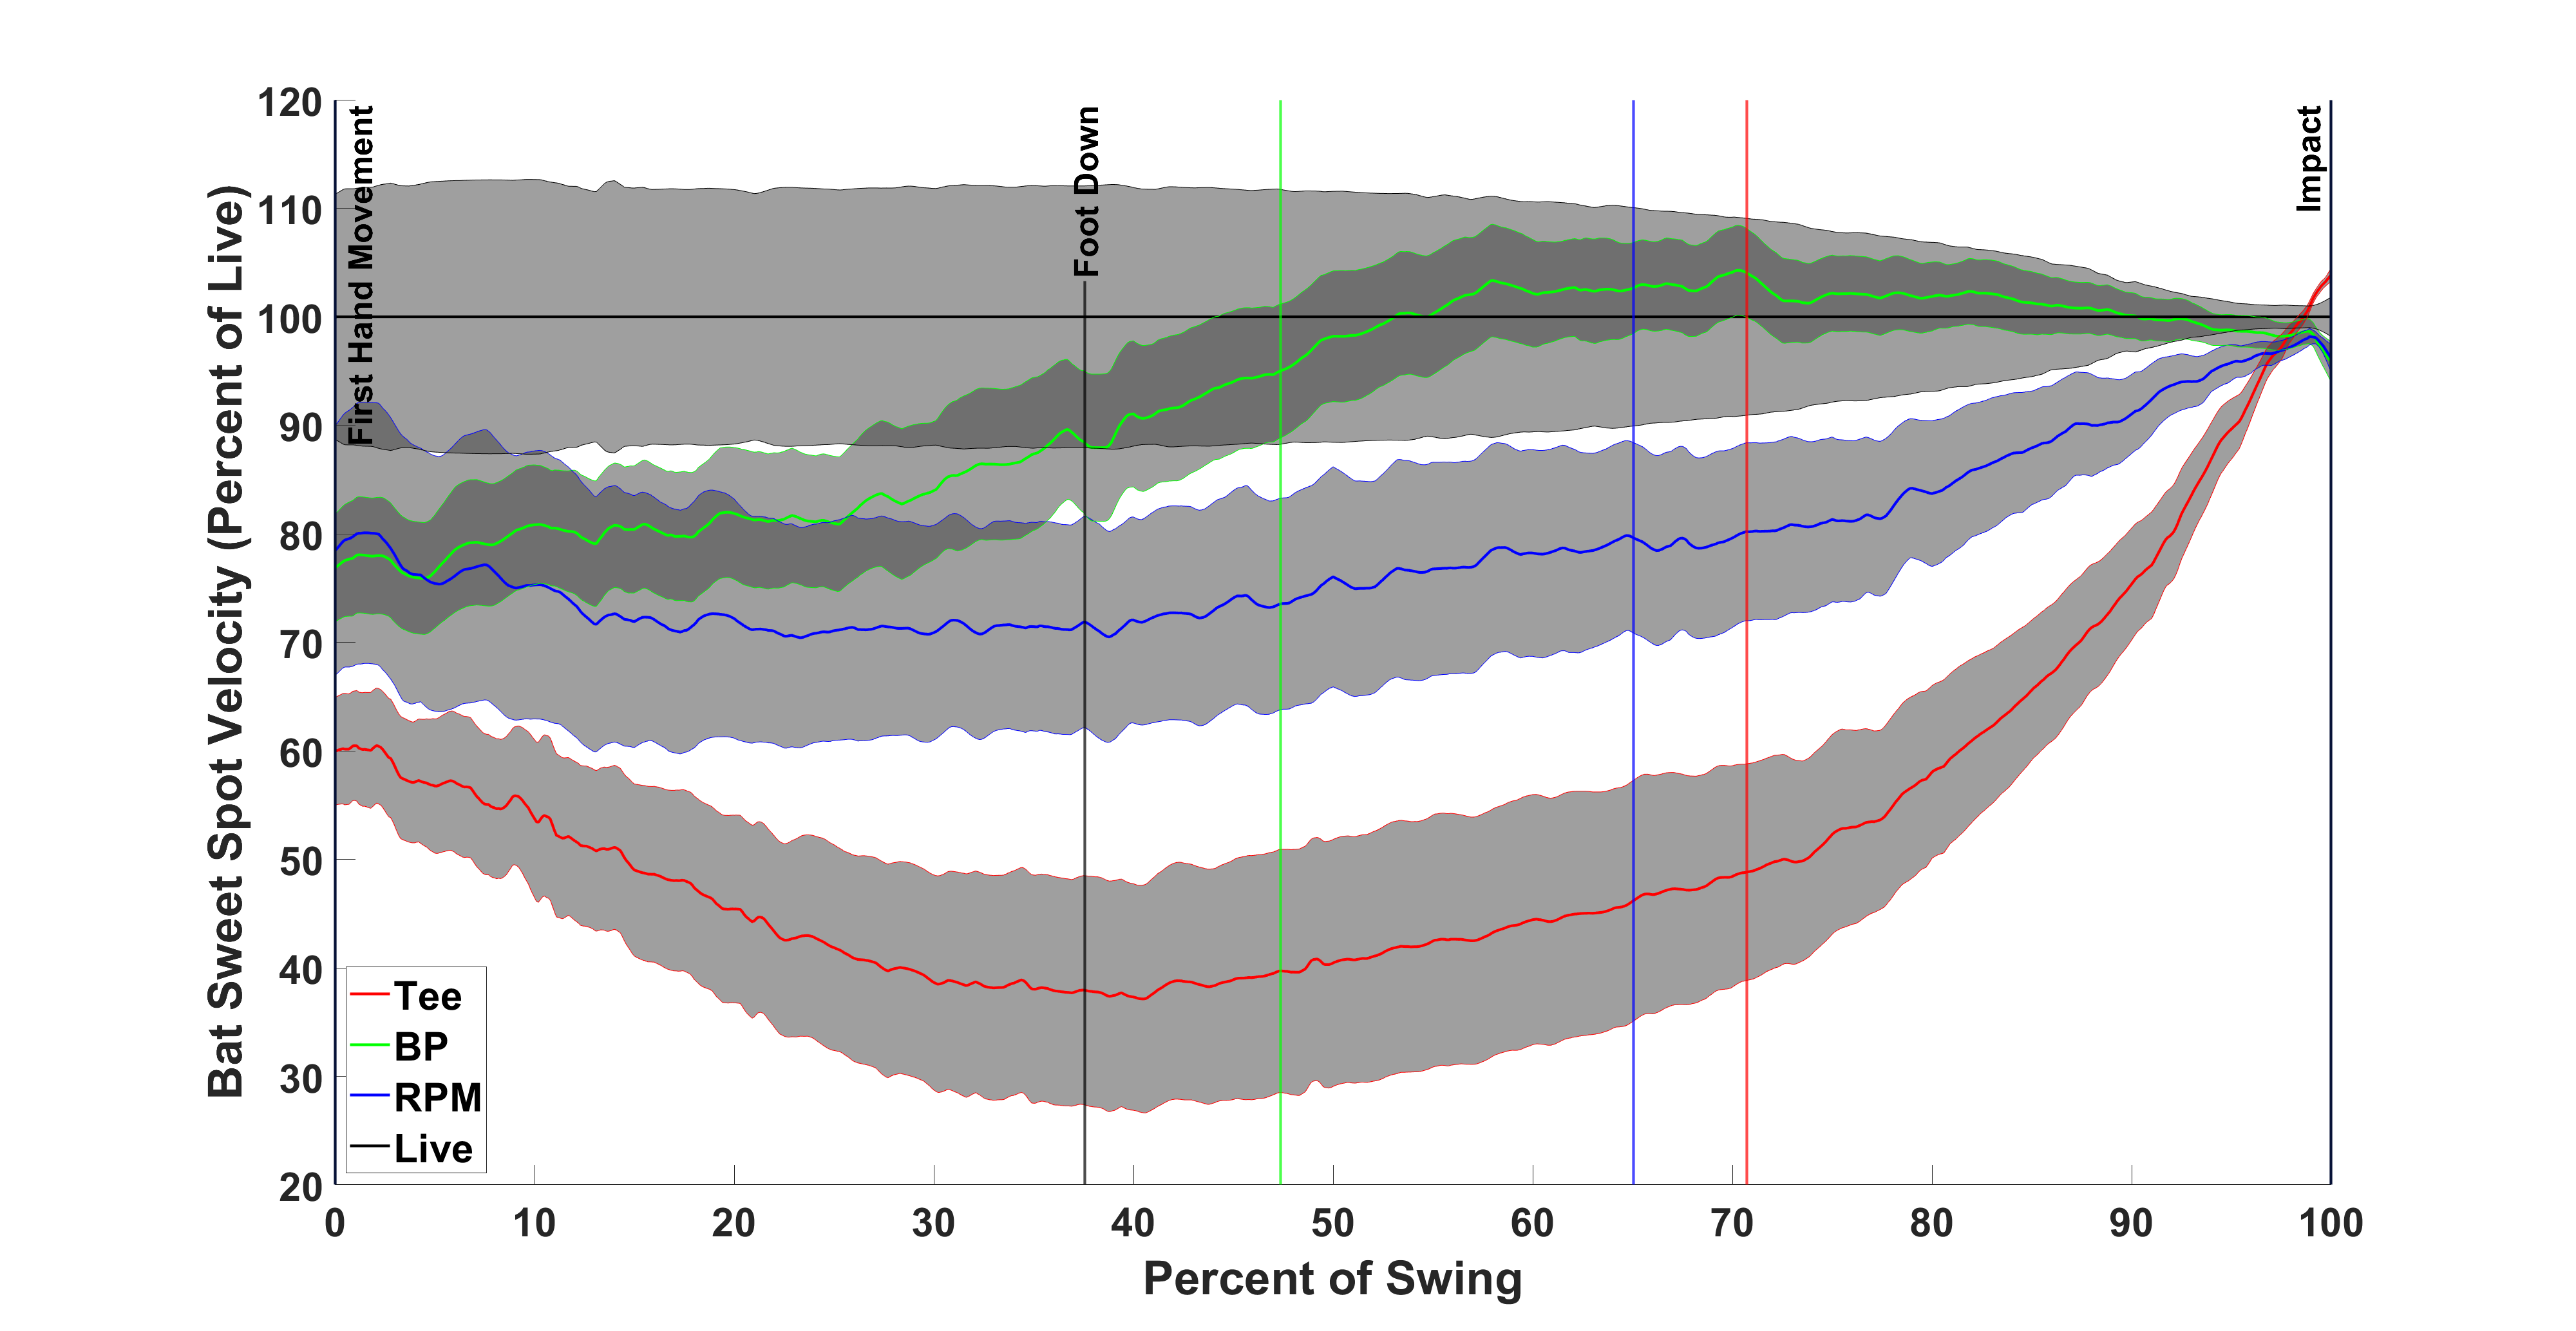 120
110
100
90
80
70
60
50
40
30
20
Bat Sweet Spot Velocity (Percent of Live)
First Hand Movement
Foot Down
Impact
Tee
BP
RPM
Live
0 10 20 30 40 50 60 70 80 90 100
Percent of Swing